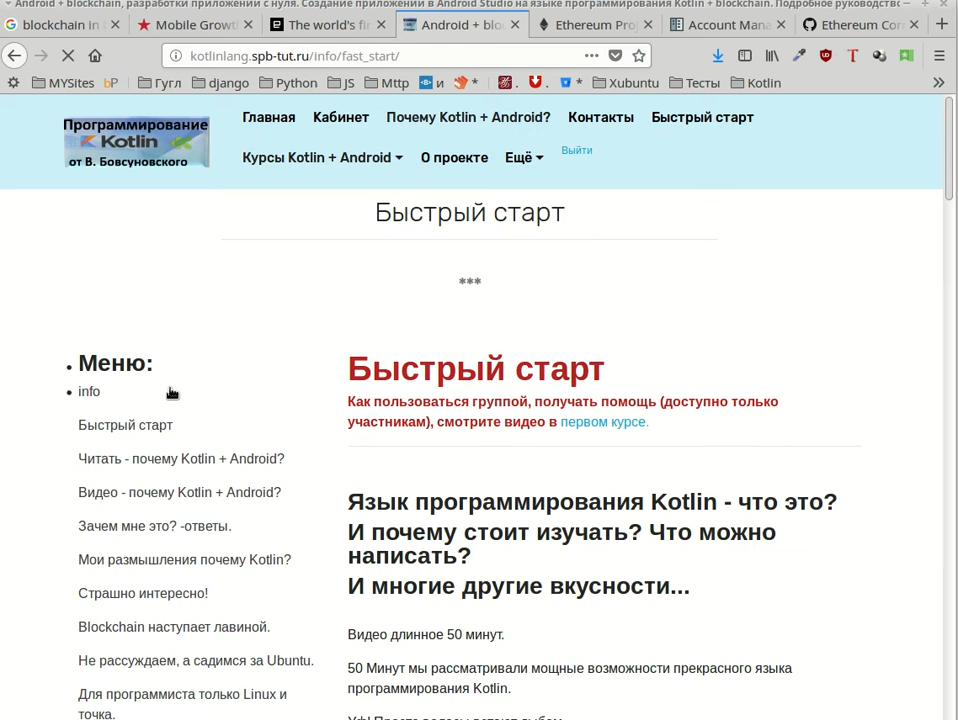 Android + blockchain, разработки приложений с нуля. Создание приложений в Android Studio на языке программирования Kotlin + blockchain. Подробное руководство
blockchain in
Mobile Growt
The world's fi
Android + blo
Ethereum Pro
Account Mana
Ethereum Cor
kotlinlang.spb-tut.ru/info/fast_start/
MYSites bP Гугл django Python JS Mttp и * . . * Xubuntu Тесты Kotlin »
Программирование
Kotlin
от В. Бовсуновского
Главная Кабинет Почему Kotlin + Android? Контакты Быстрый старт
Курсы Kotlin + Android О проекте Ещё Выйти
Быстрый старт
***
Меню:
info
Быстрый старт
Читать - почему Kotlin + Android?
Видео - почему Kotlin + Android?
Зачем мне это? -ответы.
Мои размышления почему Kotlin?
Страшно интересно!
Blockchain наступает лавиной.
Не рассуждаем, а садимся за Ubuntu.
Для программиста только Linux и
точка.
Быстрый старт
Как пользоваться группой, получать помощь (доступно только
участникам), смотрите видео в первом курсе.
Язык программирования Kotlin - что это?
И почему стоит изучать? Что можно
написать?
И многие другие вкусности...
Видео длинное 50 минут.
50 Минут мы рассматривали мощные возможности прекрасного языка
программирования Kotlin.